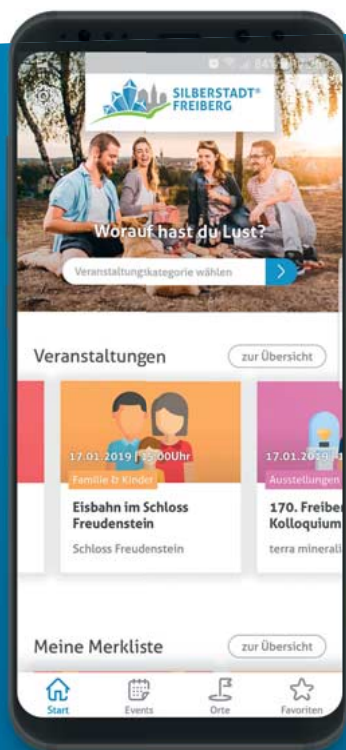 84%
SILBERSTADT®
FREIBERG
Worauf hast du Lust?
Veranstaltungskategorie wählen
Veranstaltungen
zur Übersicht
17.01.2019 | 15:00Uhr
Familie & Kinder
Eisbahn im Schloss
Freudenstein
Schloss Freudenstein
17.01.2019
Ausstellungen
170. Freiber
Kolloquium
terra minerali
Meine Merkliste
zur Übersicht
Start
Events
Orte
Favoriten